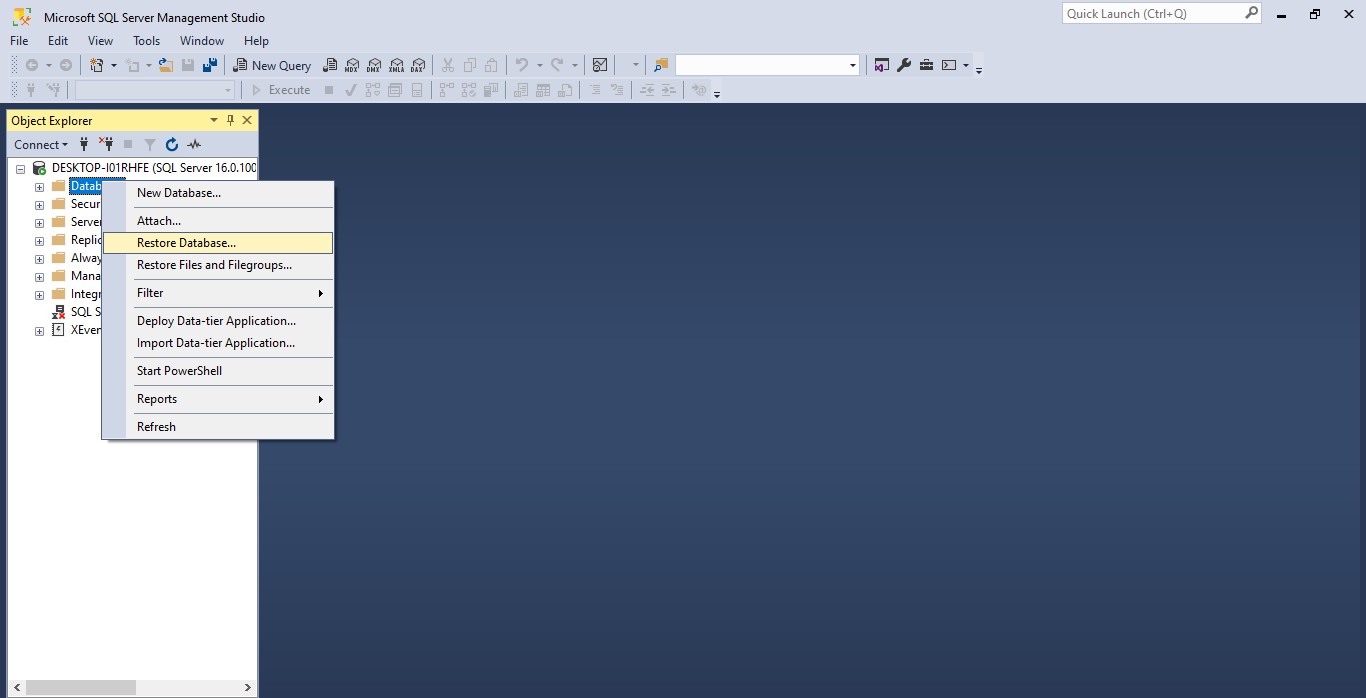 Microsoft SQL Server Management Studio
Quick Launch (Ctrl+Q)
File Edit View Tools Window Help
New Query
MDX DMX XMLA DAX
Execute
Object Explorer
Connect
DESKTOP-I01RHFE (SQL Server 16.0.100
Datab
Secur
Server
Replic
Alway
Mana
Integr
SQL S
XEven
New Database...
Attach...
Restore Database...
Restore Files and Filegroups...
Filter
Deploy Data-tier Application...
Import Data-tier Application...
Start PowerShell
Reports
Refresh